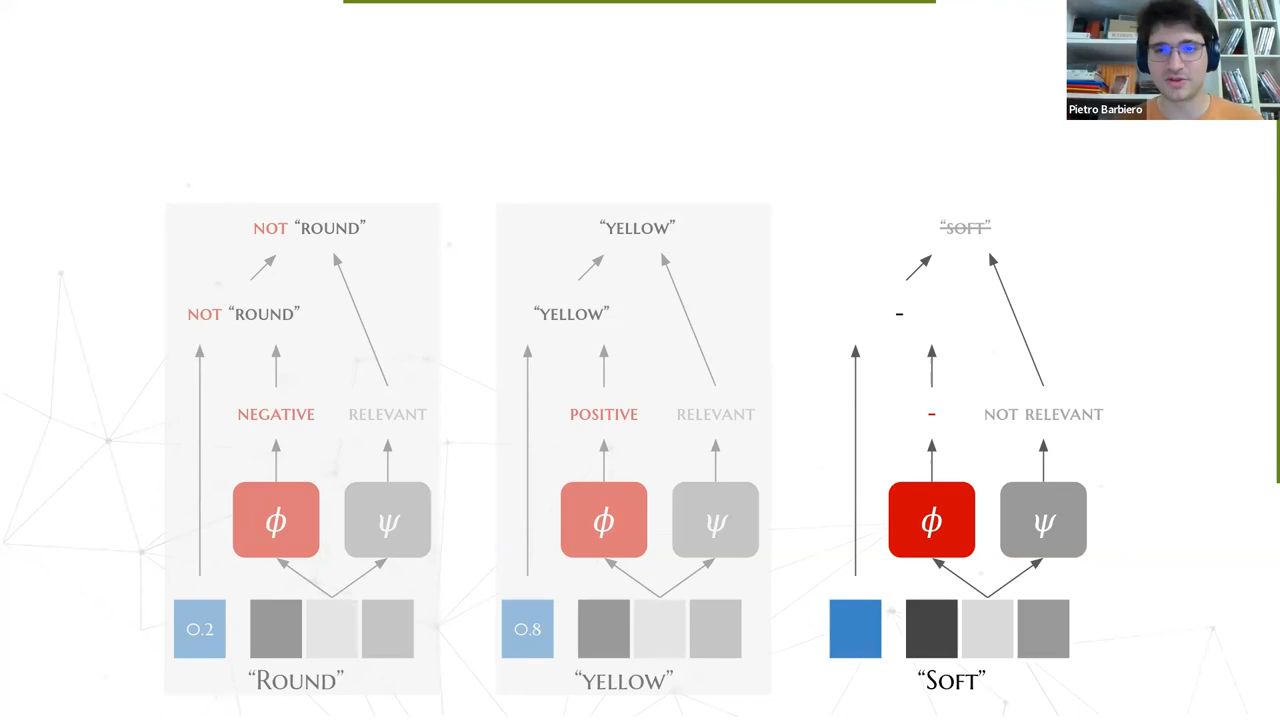 Pietro Barbiero
NOT “ROUND”
NOT “ROUND”
NEGATIVE
RELEVANT
ϕ
ψ
0.2
“ROUND”
“YELLOW”
“YELLOW”
POSITIVE
RELEVANT
ϕ
ψ
0.8
“YELLOW”
“SOFT”
-
-
NOT RELEVANT
ϕ
ψ
“SOFT”